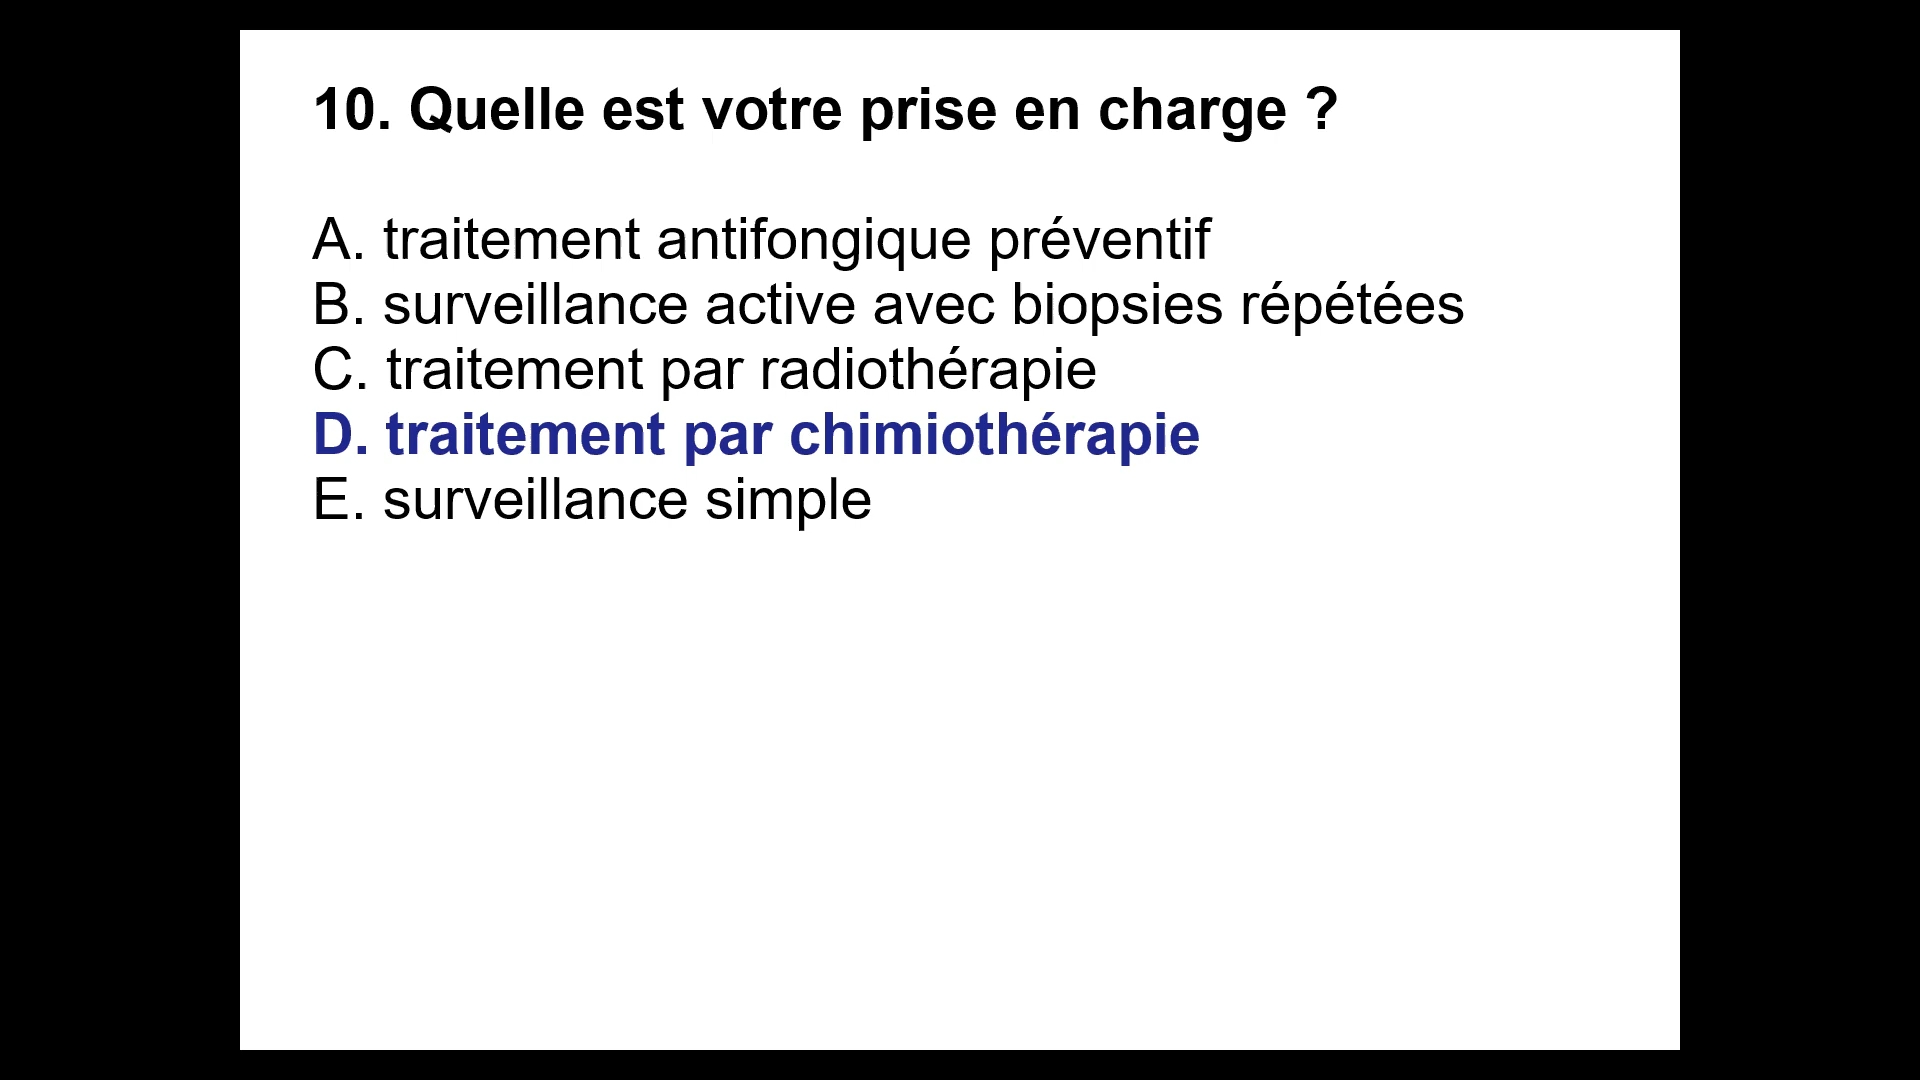 10. Quelle est votre prise en charge ?
A. traitement antifongique préventif
B. surveillance active avec biopsies répétées
C. traitement par radiothérapie
D. traitement par chimiothérapie
E. surveillance simple